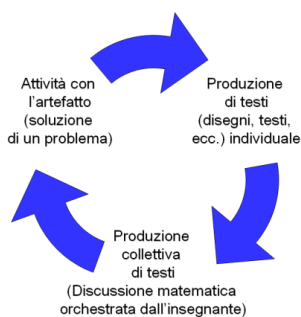 Attività con
l'artefatto
(soluzione
di un problema)
Produzione
di testi
(disegni, testi,
ecc.) individuale
Produzione
collettiva
di testi
(Discussione matematica
orchestrata dall'insegnante)